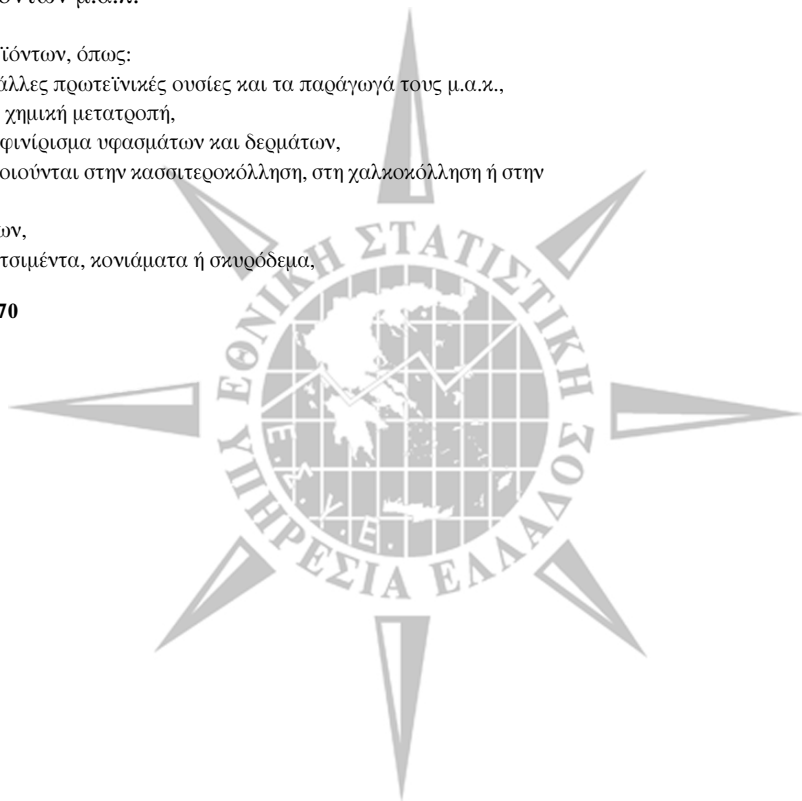 ϊόντων, όπως:
άλλες πρωτεϊνικές ουσίες και τα παράγωγά τους μ.α.κ.,
χημική μετατροπή,
φινίρισμα υφασμάτων και δερμάτων,
οιούνται στην κασσιτεροκόλληση, στη χαλκοκόλληση ή στην
ων,
τσιμέντα, κονιάματα ή σκυρόδεμα,
70
ΕΘΝΙΚΗ ΣΤΑΤΙΣΤΙΚΗ
ΥΠΗΡΕΣΙΑ ΕΛΛΑΔΟΣ
Ε.Σ.Υ.Ε.